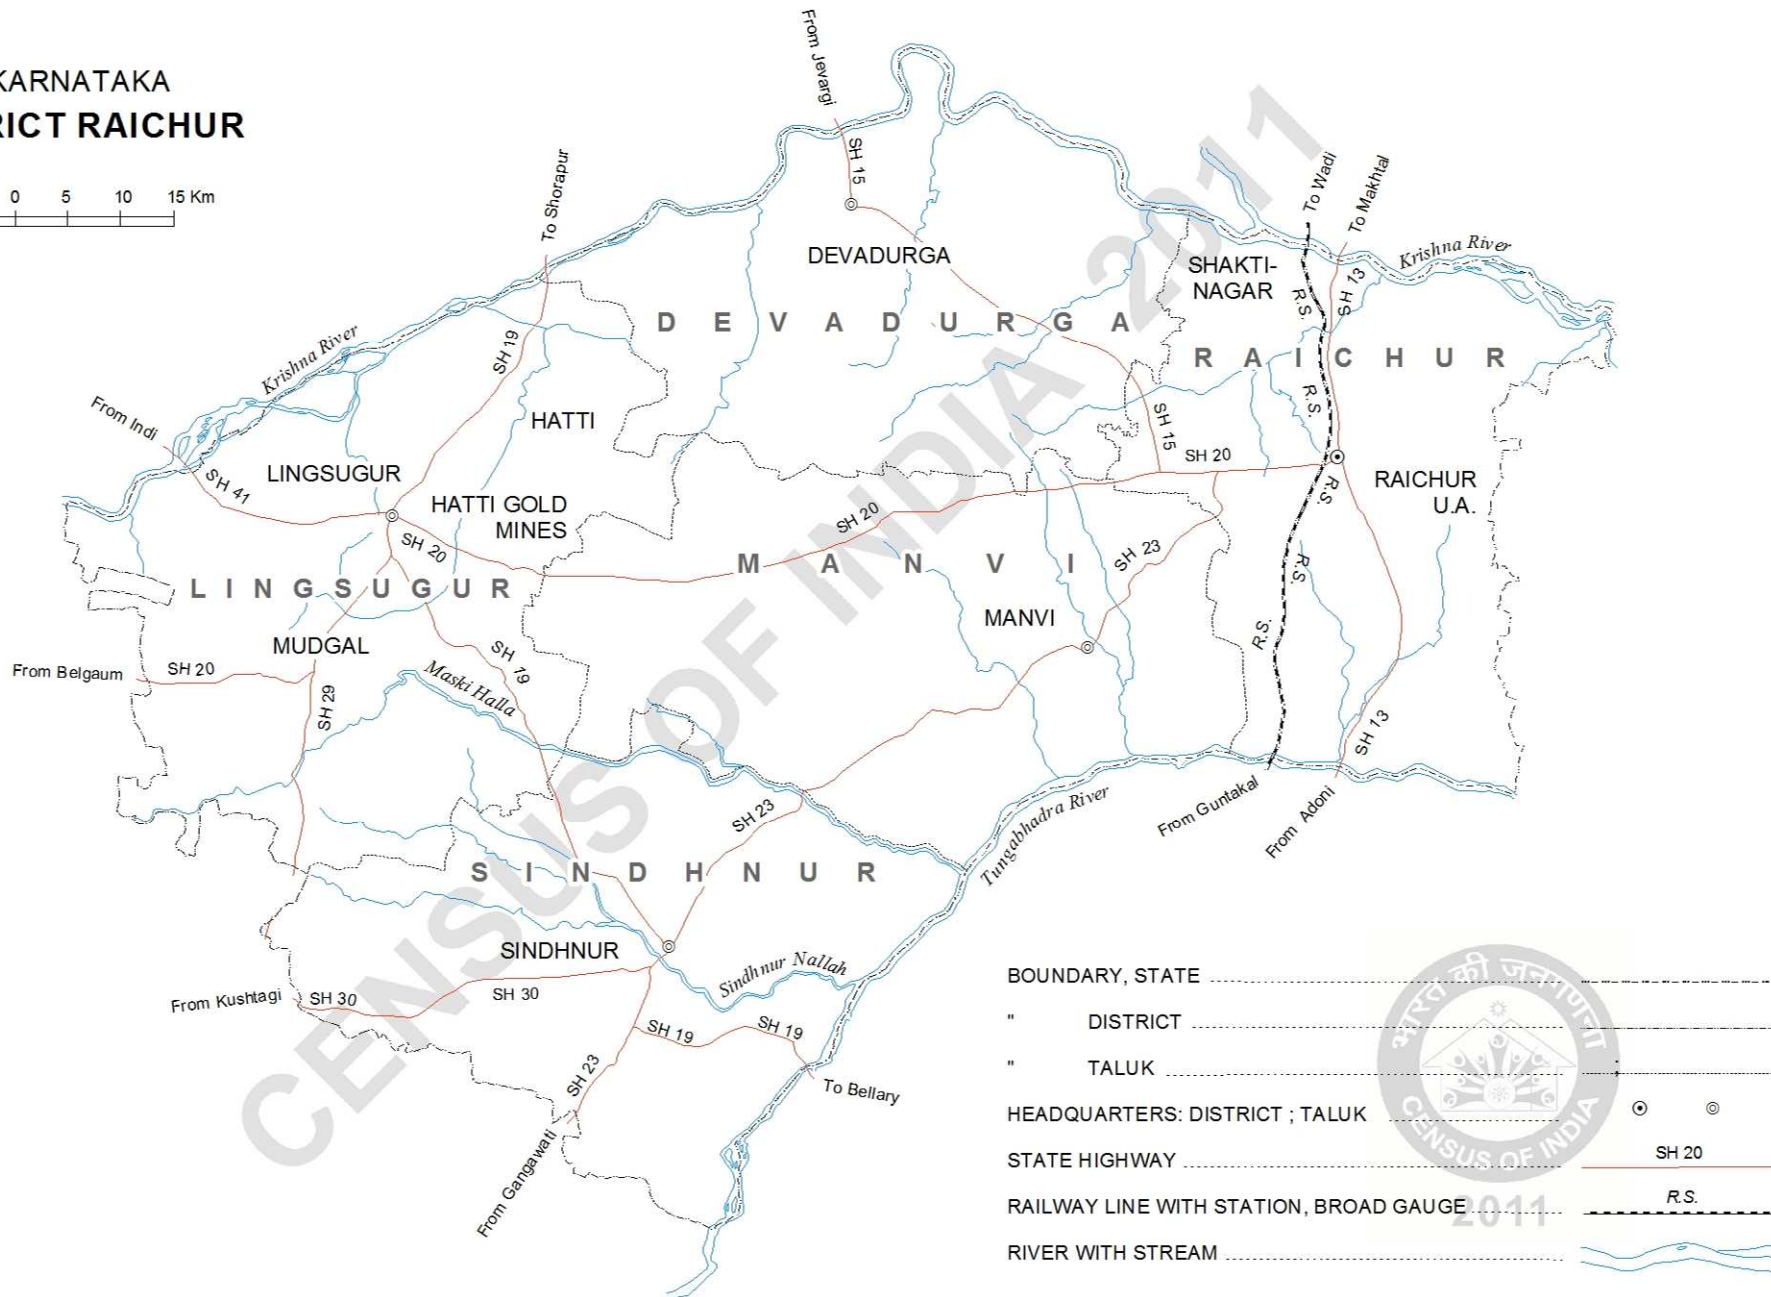 KARNATAKA
RICT RAICHUR
0 5 10 15 Km
From Jevargi
SH 15
To Shorapur
To Wadi
To Makhtal
DEVADURGA
SHAKTI-
NAGAR
R.S.
SH 13
Krishna River
D E V A D U R G A
R A I C H U R
Krishna River
SH 19
From Indi
HATTI
R.S.
SH 15
SH 20
LINGSUGUR
SH 41
HATTI GOLD
MINES
RAICHUR
U.A.
R.S.
SH 20
SH 20
M A N V I
SH 23
R.S.
L I N G S U G U R
MANVI
MUDGAL
R.S.
From Belgaum
SH 20
SH 19
Maski Halla
SH 29
SH 13
SH 23
Tungabhadra River
From Guntakal
From Adoni
S I N D H N U R
SINDHNUR
Sindhnur Nallah
From Kushtagi
SH 30
SH 30
SH 19
SH 19
SH 23
To Bellary
From Gangawati
CENSUS OF INDIA 2011
BOUNDARY, STATE
" DISTRICT
" TALUK
HEADQUARTERS: DISTRICT ; TALUK
STATE HIGHWAY
SH 20
RAILWAY LINE WITH STATION, BROAD GAUGE
R.S.
RIVER WITH STREAM
भारत की जनगणना
CENSUS OF INDIA
2011